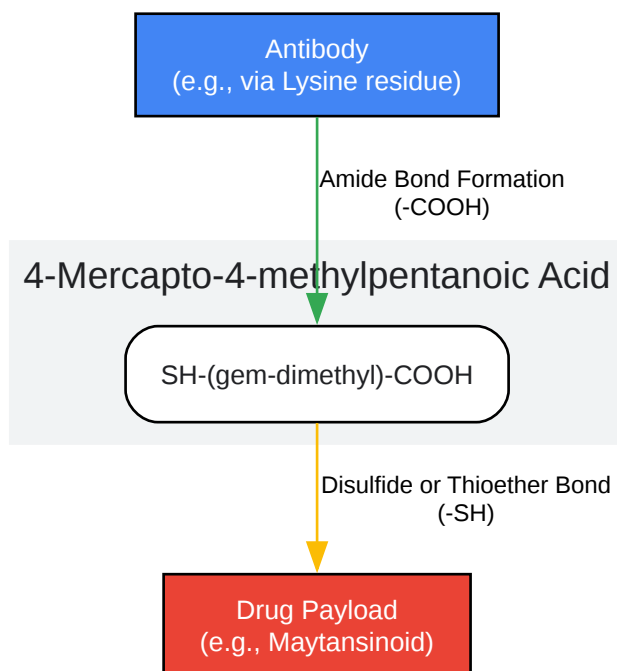 Antibody
(e.g., via Lysine residue)
Amide Bond Formation
(-COOH)
4-Mercapto-4-methylpentanoic Acid
SH-(gem-dimethyl)-COOH
Disulfide or Thioether Bond
(-SH)
Drug Payload
(e.g., Maytansinoid)